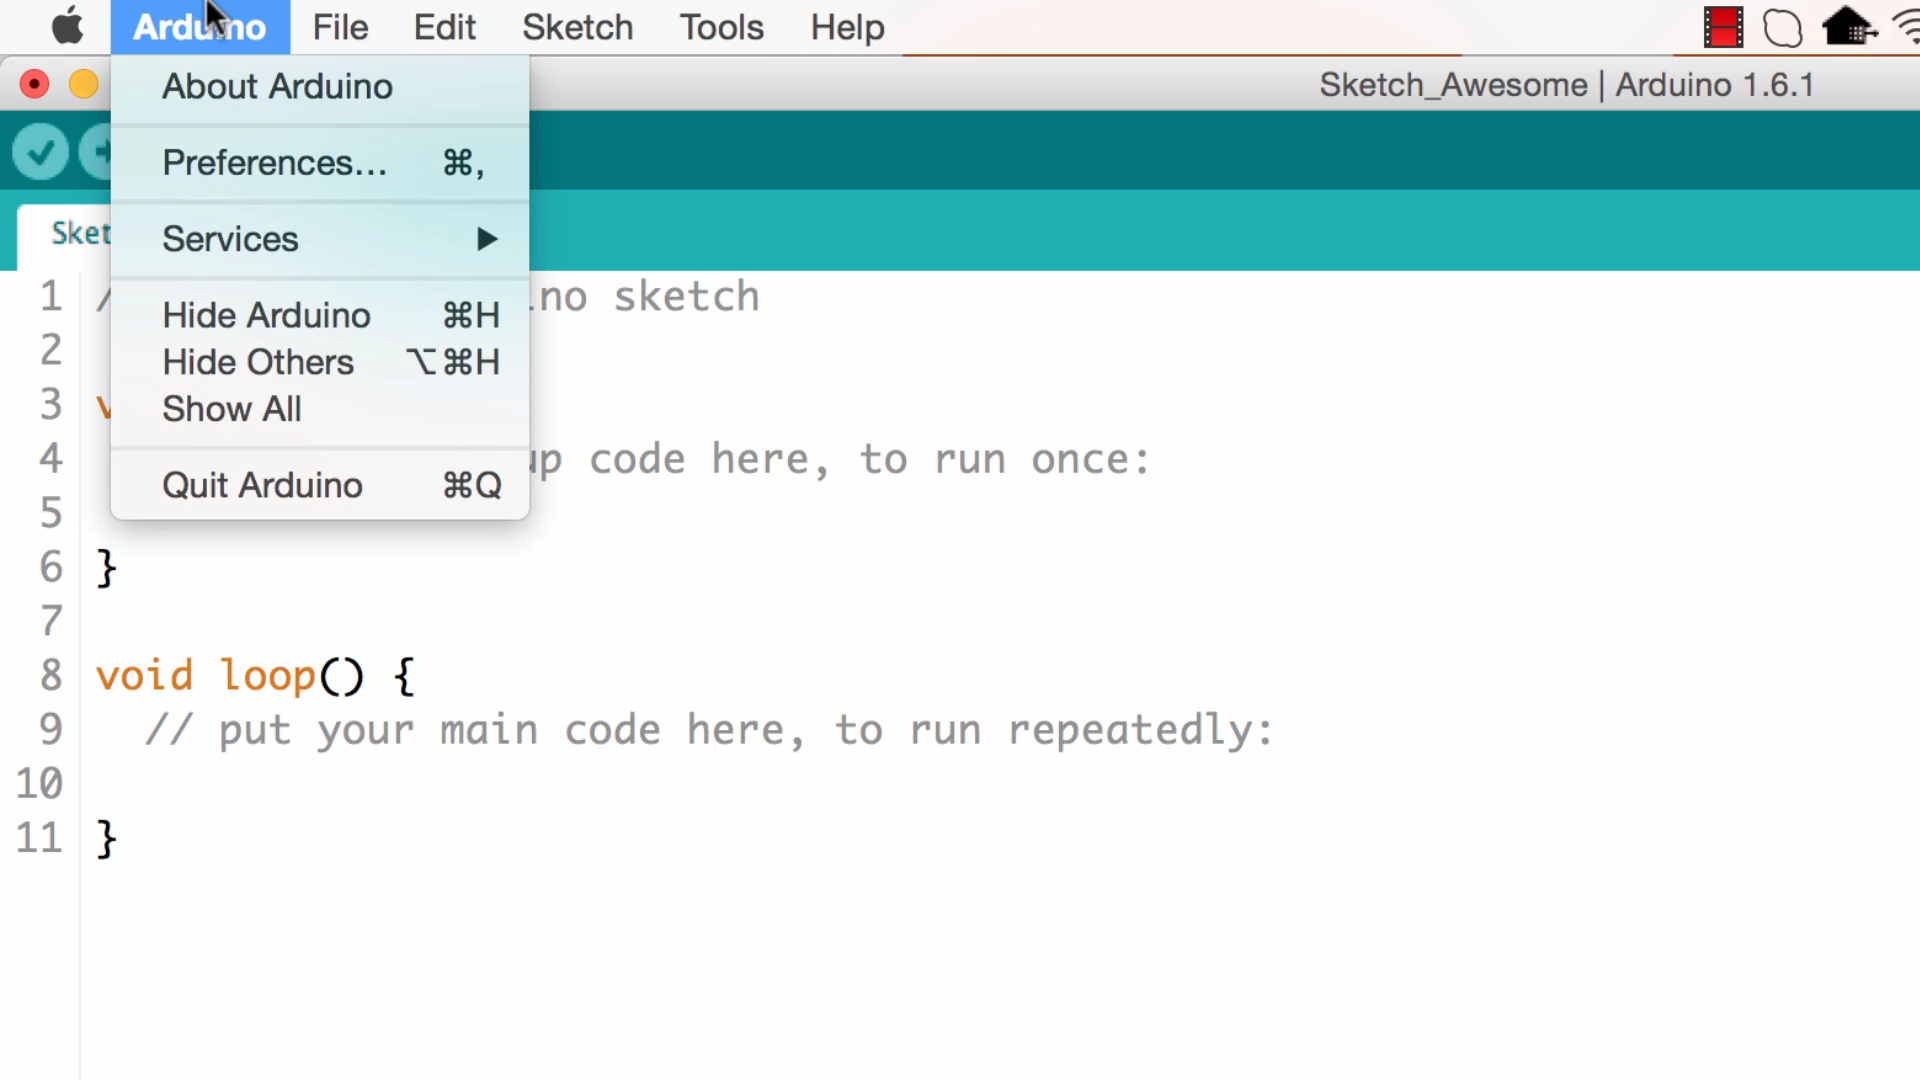 Arduino File Edit Sketch Tools Help
Sketch_Awesome | Arduino 1.6.1
About Arduino
Preferences... ⌘,
Services ▶
Hide Arduino ⌘H
Hide Others ⌥⌘H
Show All
Quit Arduino ⌘Q
Sket
1 / no sketch
2
3 v
4 up code here, to run once:
5
6 }
7
8 void loop() {
9 // put your main code here, to run repeatedly:
10
11 }